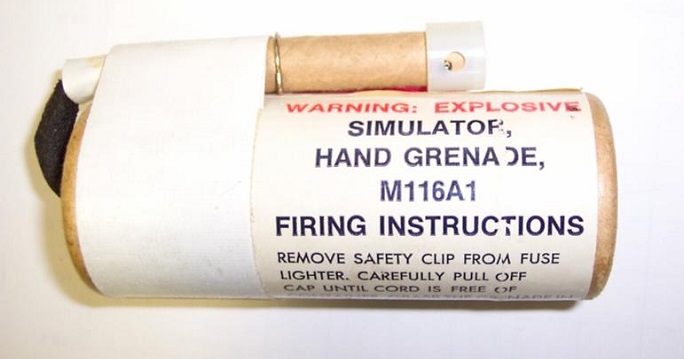 WARNING: EXPLOSIVE
SIMULATOR,
HAND GRENADE,
M116A1
FIRING INSTRUCTIONS
REMOVE SAFETY CLIP FROM FUSE
LIGHTER. CAREFULLY PULL OFF
CAP UNTIL CORD IS FREE OF